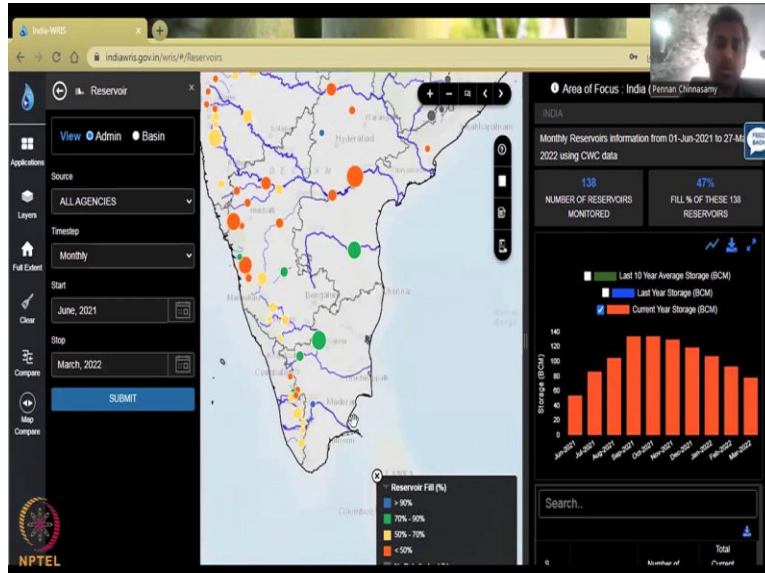 India-WRIS
indiawris.gov.in/wris/#/Reservoirs
Pennan Chinnasamy
Reservoir
View Admin Basin
Source
ALL AGENCIES
Timestep
Monthly
Start
June, 2021
Stop
March, 2022
SUBMIT
Applications
Layers
Full Extent
Clear
Compare
Map
Compare
NPTEL
Hyderabad
DECCAN
Chennai
Reservoir Fill (%)
> 90%
70% - 90%
50% - 70%
< 50%
Area of Focus : India
INDIA
Monthly Reservoirs information from 01-Jun-2021 to
2022 using CWC data
FEED
BACK
138
NUMBER OF RESERVOIRS
MONITORED
47%
FILL % OF THESE 138
RESERVOIRS
Last 10 Year Average Storage (BCM)
Last Year Storage (BCM)
Current Year Storage (BCM)
Storage (BCM)
140
120
100
80
60
40
20
0
Jun-2021
Jul-2021
Aug-2021
Sep-2021
Oct-2021
Nov-2021
Dec-2021
Jan-2022
Feb-2022
Mar-2022
Search..
Total
Number of
Current